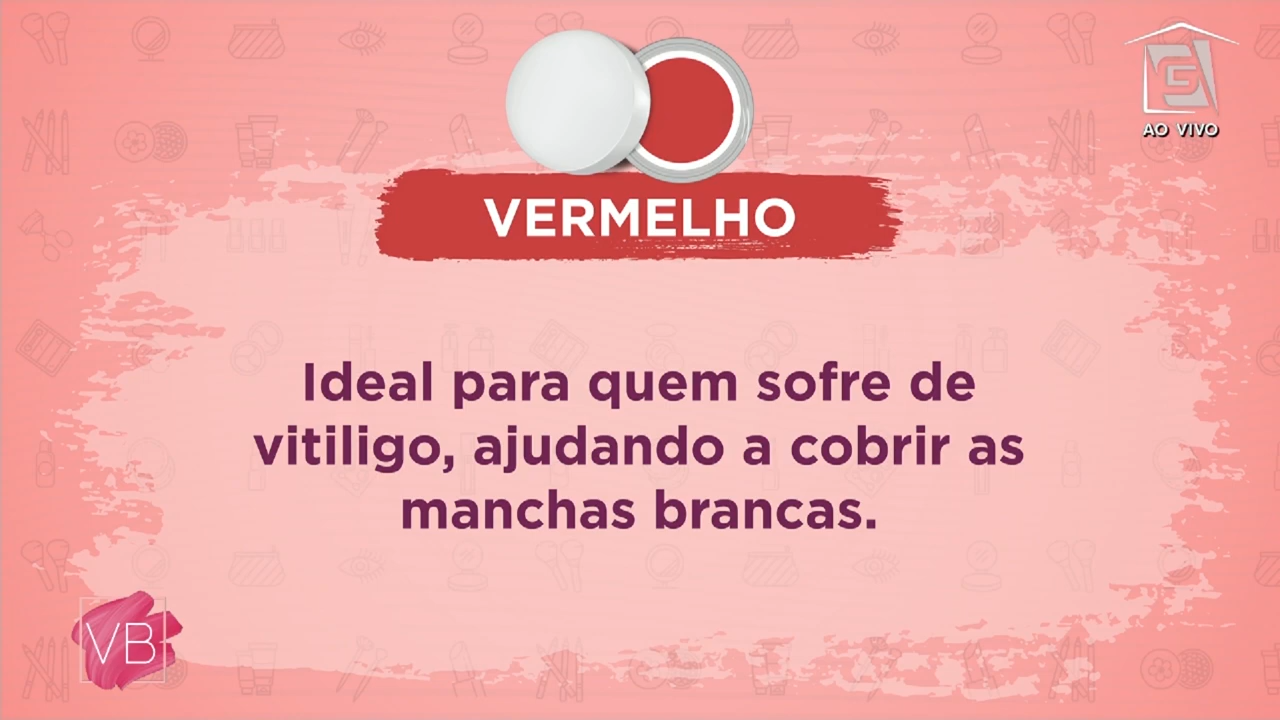 AO VIVO
VERMELHO
Ideal para quem sofre de
vitiligo, ajudando a cobrir as
manchas brancas.
VB